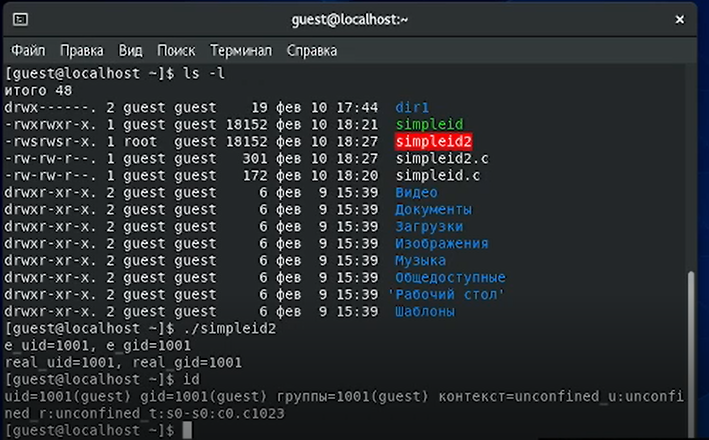 guest@localhost:~
Файл Правка Вид Поиск Терминал Справка
[guest@localhost ~]$ ls -l
итого 48
drwx------. 2 guest guest    19 фев 10 17:44  dir1
-rwxrwxr-x. 1 guest guest 18152 фев 10 18:21  simpleid
-rwsrwsr-x. 1 root  guest 18152 фев 10 18:27  simpleid2
-rw-rw-r--. 1 guest guest   301 фев 10 18:27  simpleid2.c
-rw-rw-r--. 1 guest guest   172 фев 10 18:20  simpleid.c
drwxr-xr-x. 2 guest guest     6 фев  9 15:39  Видео
drwxr-xr-x. 2 guest guest     6 фев  9 15:39  Документы
drwxr-xr-x. 2 guest guest     6 фев  9 15:39  Загрузки
drwxr-xr-x. 2 guest guest     6 фев  9 15:39  Изображения
drwxr-xr-x. 2 guest guest     6 фев  9 15:39  Музыка
drwxr-xr-x. 2 guest guest     6 фев  9 15:39  Общедоступные
drwxr-xr-x. 2 guest guest     6 фев  9 15:39 'Рабочий стол'
drwxr-xr-x. 2 guest guest     6 фев  9 15:39  Шаблоны
[guest@localhost ~]$ ./simpleid2
e_uid=1001, e_gid=1001
real_uid=1001, real_gid=1001
[guest@localhost ~]$ id
uid=1001(guest) gid=1001(guest) группы=1001(guest) контекст=unconfined_u:unconfi
ned_r:unconfined_t:s0-s0:c0.c1023
[guest@localhost ~]$